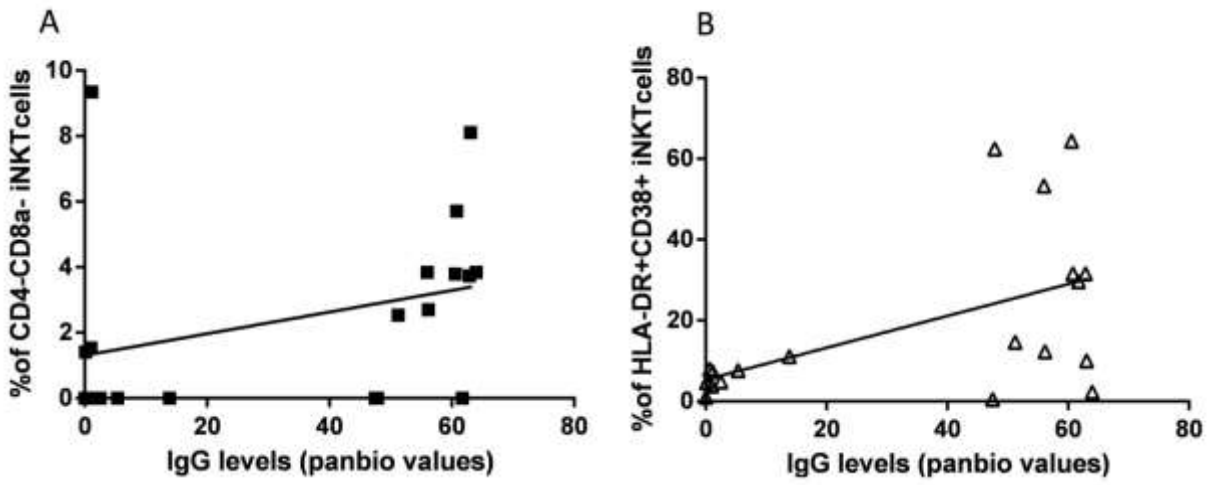 A
%of CD4-CD8a- iNKTcells
10
8
6
4
2
0
0 20 40 60 80
IgG levels (panbio values)
B
%of HLA-DR+CD38+ iNKTcells
80
60
40
20
0
0 20 40 60 80
IgG levels (panbio values)